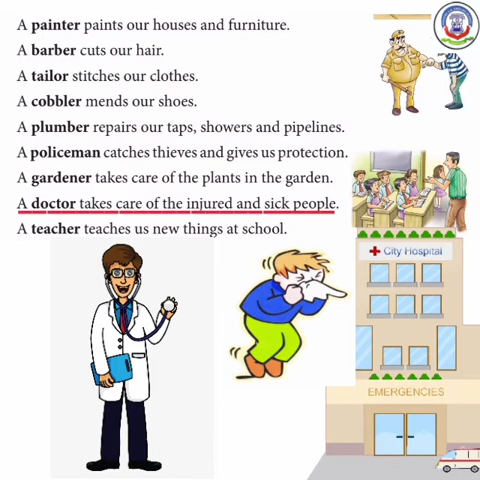 A painter paints our houses and furniture.
A barber cuts our hair.
A tailor stitches our clothes.
A cobbler mends our shoes.
A plumber repairs our taps, showers and pipelines.
A policeman catches thieves and gives us protection.
A gardener takes care of the plants in the garden.
A doctor takes care of the injured and sick people.
A teacher teaches us new things at school.
City Hospital
EMERGENCIES